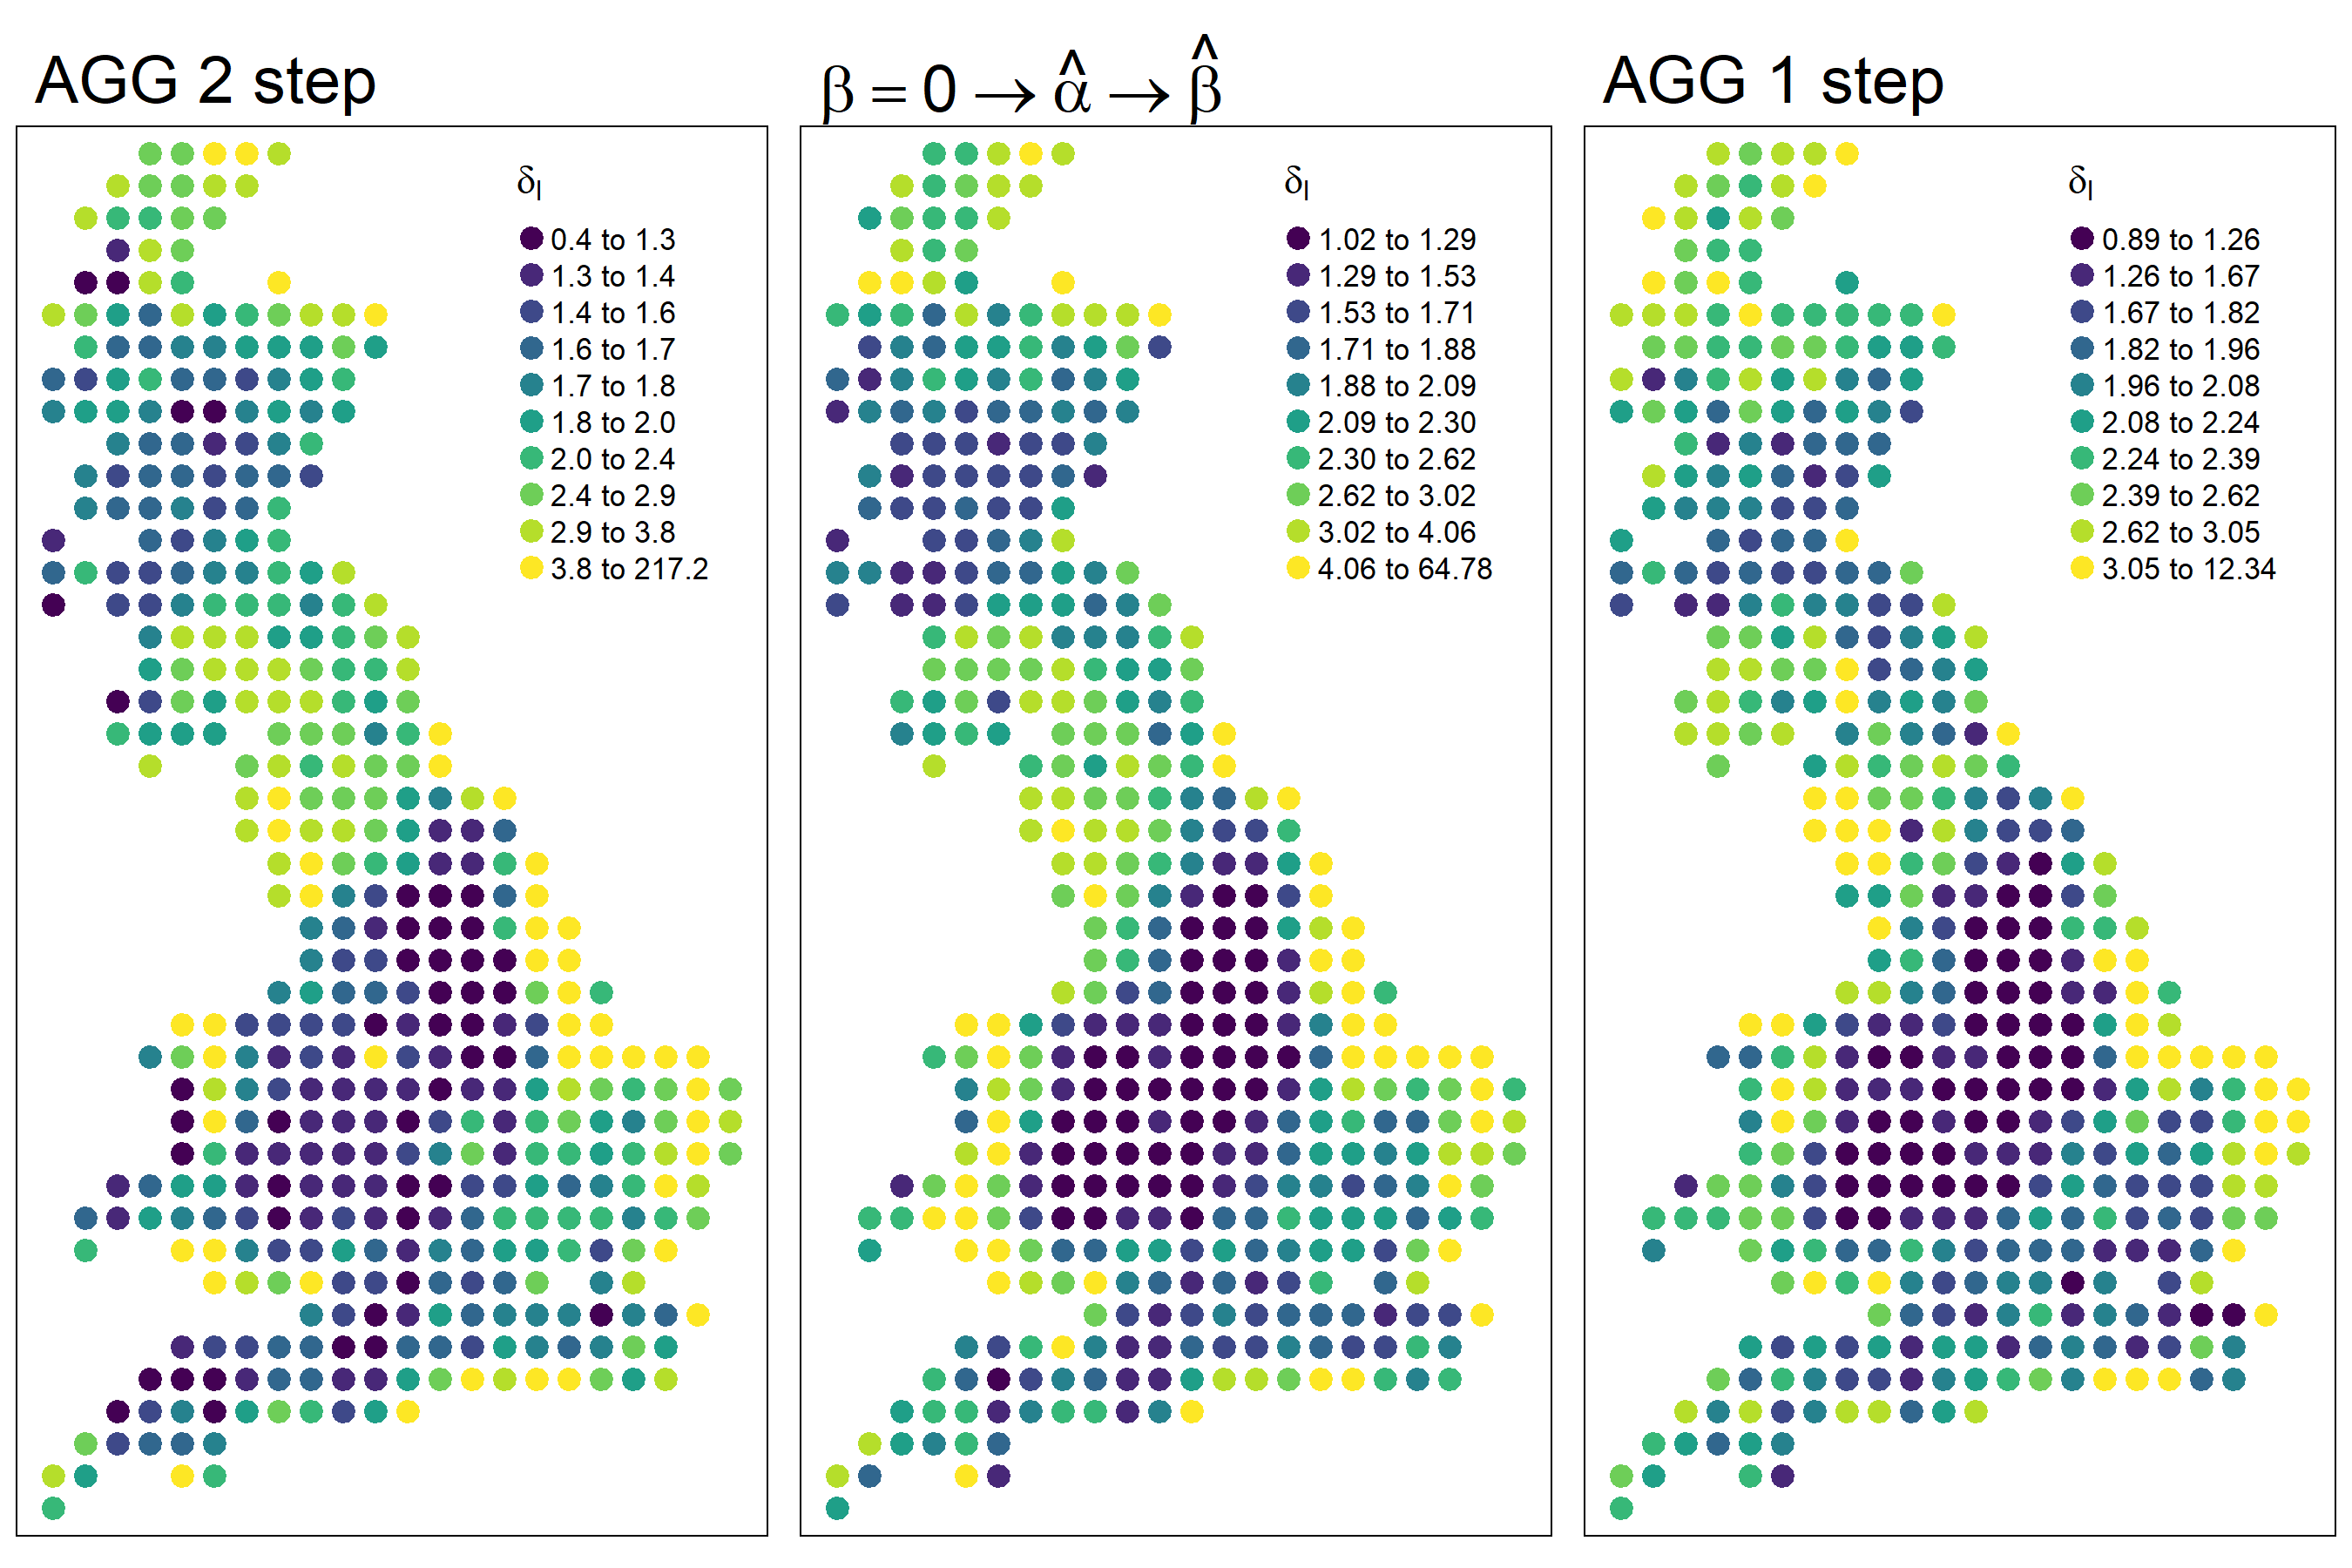 AGG 2 step
δl
0.4 to 1.3
1.3 to 1.4
1.4 to 1.6
1.6 to 1.7
1.7 to 1.8
1.8 to 2.0
2.0 to 2.4
2.4 to 2.9
2.9 to 3.8
3.8 to 217.2
β = 0 → α̂ → β̂
δl
1.02 to 1.29
1.29 to 1.53
1.53 to 1.71
1.71 to 1.88
1.88 to 2.09
2.09 to 2.30
2.30 to 2.62
2.62 to 3.02
3.02 to 4.06
4.06 to 64.78
AGG 1 step
δl
0.89 to 1.26
1.26 to 1.67
1.67 to 1.82
1.82 to 1.96
1.96 to 2.08
2.08 to 2.24
2.24 to 2.39
2.39 to 2.62
2.62 to 3.05
3.05 to 12.34